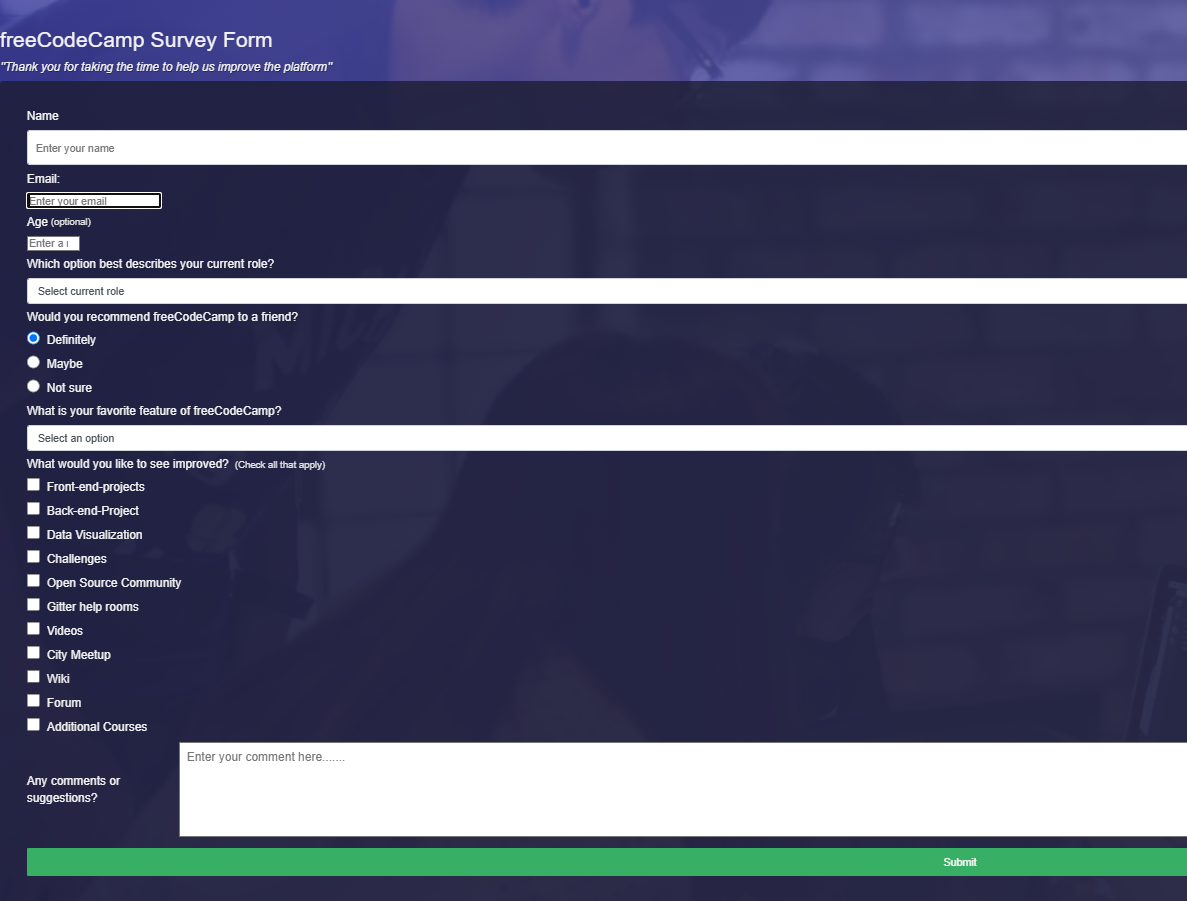 freeCodeCamp Survey Form
"Thank you for taking the time to help us improve the platform"
Name
Enter your name
Email:
Enter your email
Age (optional)
Enter a
Which option best describes your current role?
Select current role
Would you recommend freeCodeCamp to a friend?
Definitely
Maybe
Not sure
What is your favorite feature of freeCodeCamp?
Select an option
What would you like to see improved? (Check all that apply)
Front-end-projects
Back-end-Project
Data Visualization
Challenges
Open Source Community
Gitter help rooms
Videos
City Meetup
Wiki
Forum
Additional Courses
Enter your comment here.......
Any comments or
suggestions?
Submit